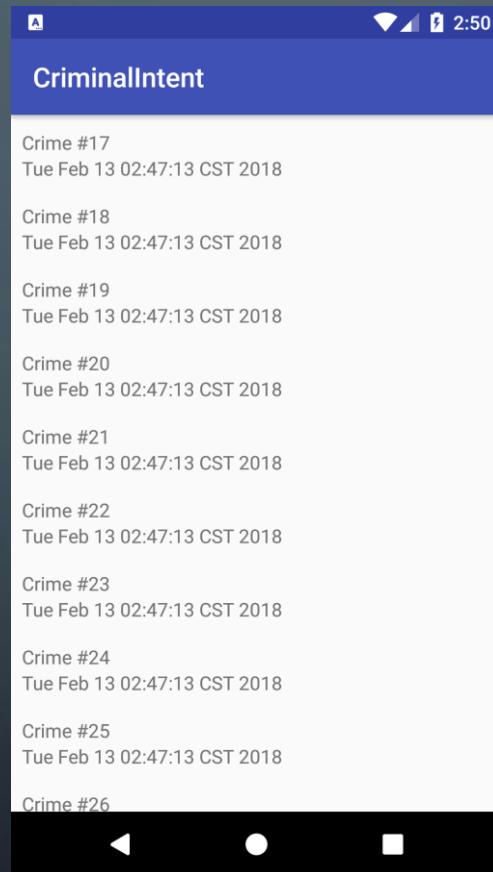 A
2:50
CriminalIntent
Crime #17
Tue Feb 13 02:47:13 CST 2018
Crime #18
Tue Feb 13 02:47:13 CST 2018
Crime #19
Tue Feb 13 02:47:13 CST 2018
Crime #20
Tue Feb 13 02:47:13 CST 2018
Crime #21
Tue Feb 13 02:47:13 CST 2018
Crime #22
Tue Feb 13 02:47:13 CST 2018
Crime #23
Tue Feb 13 02:47:13 CST 2018
Crime #24
Tue Feb 13 02:47:13 CST 2018
Crime #25
Tue Feb 13 02:47:13 CST 2018
Crime #26